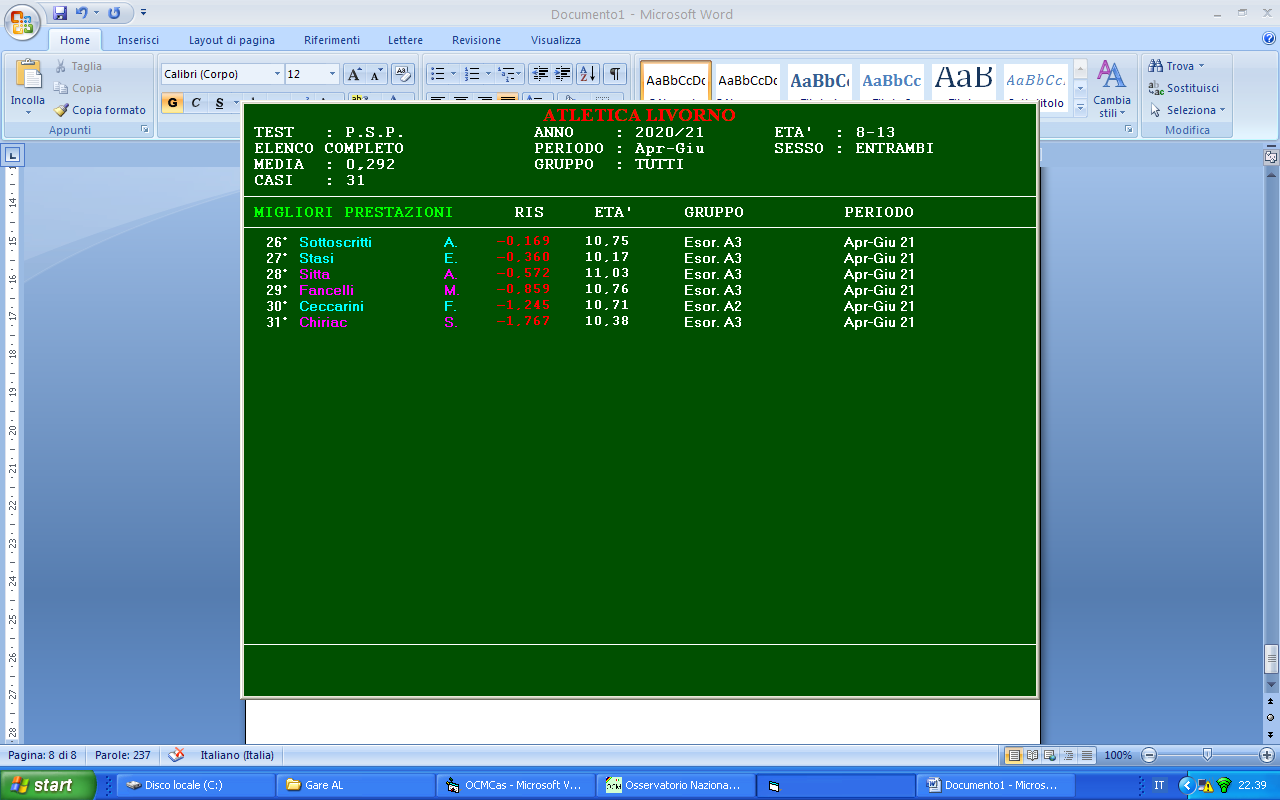 Documento1 - Microsoft Word
Home Inserisci Layout di pagina Riferimenti Lettere Revisione Visualizza
Incolla
Taglia
Copia
Copia formato
Appunti
Calibri (Corpo) 12
G C S
AaBbCcDc AaBbCcDc AaBbCc AaBbCc AaB AaBbCc.
Cambia stili
Trova
Sostituisci
Seleziona
Modifica
ATLETICA LIVORNO
TEST : P.S.P. ANNO : 2020/21 ETA' : 8-13
ELENCO COMPLETO PERIODO : Apr-Giu SESSO : ENTRAMBI
MEDIA : 0,292 GRUPPO : TUTTI
CASI : 31
MIGLIORI PRESTAZIONI RIS ETA' GRUPPO PERIODO
26° Sottoscritti A. -0,169 10,75 Esor. A3 Apr-Giu 21
27° Stasi E. -0,360 10,17 Esor. A3 Apr-Giu 21
28° Sitta A. -0,572 11,03 Esor. A3 Apr-Giu 21
29° Fancelli M. -0,859 10,76 Esor. A3 Apr-Giu 21
30° Ceccarini F. -1,245 10,71 Esor. A2 Apr-Giu 21
31° Chiriac S. -1,767 10,38 Esor. A3 Apr-Giu 21
Pagina: 8 di 8 Parole: 237 Italiano (Italia) 100%
start Disco locale (C:) Gare AL OCMCas - Microsoft V... Osservatorio Naziona... Documento1 - Micros... IT 22.39